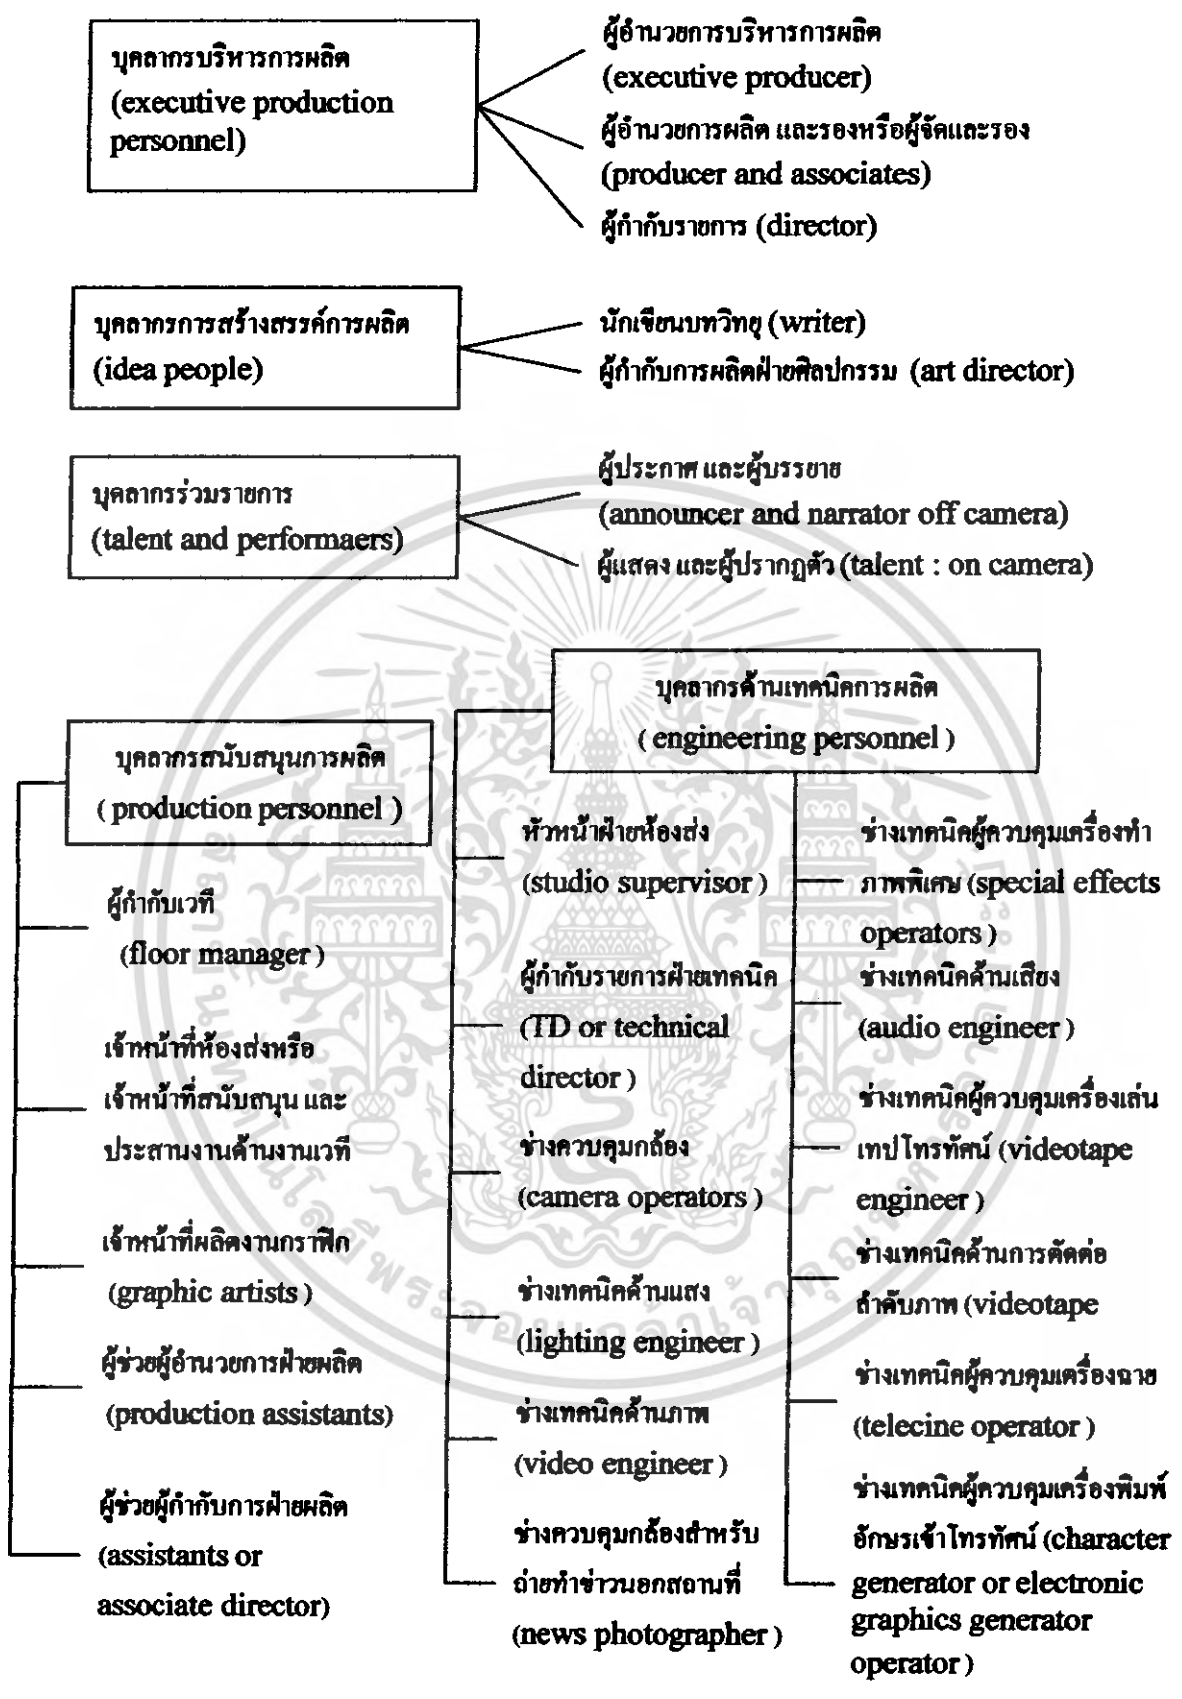 บุคลากรบริหารการผลิต
(executive production
personnel)
ผู้อำนวยการบริหารการผลิต
(executive producer)
ผู้อำนวยการผลิต และรองหรือผู้จัดและรอง
(producer and associates)
ผู้กำกับรายการ (director)
บุคลากรการสร้างสรรค์การผลิต
(idea people)
นักเขียนบทวิทยุ (writer)
ผู้กำกับการผลิตฝ่ายศิลปกรรม (art director)
บุคลากรร่วมรายการ
(talent and performaers)
ผู้ประกาศ และผู้บรรยาย
(announcer and narrator off camera)
ผู้แสดง และผู้ปรากฏตัว (talent : on camera)
บุคลากรสนับสนุนการผลิต
( production personnel )
ผู้กำกับเวที
(floor manager )
เจ้าหน้าที่ห้องส่งหรือ
เจ้าหน้าที่สนับสนุน และ
ประสานงานด้านงานเวที
เจ้าหน้าที่ผลิตงานกราฟิก
(graphic artists )
ผู้ช่วยผู้อำนวยการฝ่ายผลิต
(production assistants)
ผู้ช่วยผู้กำกับการฝ่ายผลิต
(assistants or
associate director)
บุคลากรด้านเทคนิคการผลิต
( engineering personnel )
หัวหน้าฝ่ายห้องส่ง
(studio supervisor )
ผู้กำกับรายการฝ่ายเทคนิค
(TD or technical
director )
ช่างควบคุมกล้อง
(camera operators )
ช่างเทคนิคด้านแสง
(lighting engineer )
ช่างเทคนิคด้านภาพ
(video engineer )
ช่างควบคุมกล้องสำหรับ
ถ่ายทำข่าวนอกสถานที่
(news photographer )
ช่างเทคนิคผู้ควบคุมเครื่องทำ
ภาพพิเศษ (special effects
operators )
ช่างเทคนิคด้านเสียง
(audio engineer )
ช่างเทคนิคผู้ควบคุมเครื่องเล่น
เทปโทรทัศน์ (videotape
engineer )
ช่างเทคนิคด้านการตัดต่อ
ลำดับภาพ (videotape
ช่างเทคนิคผู้ควบคุมเครื่องฉาย
(telecine operator )
ช่างเทคนิคผู้ควบคุมเครื่องพิมพ์
อักษรเข้าโทรทัศน์ (character
generator or electronic
graphics generator
operator )